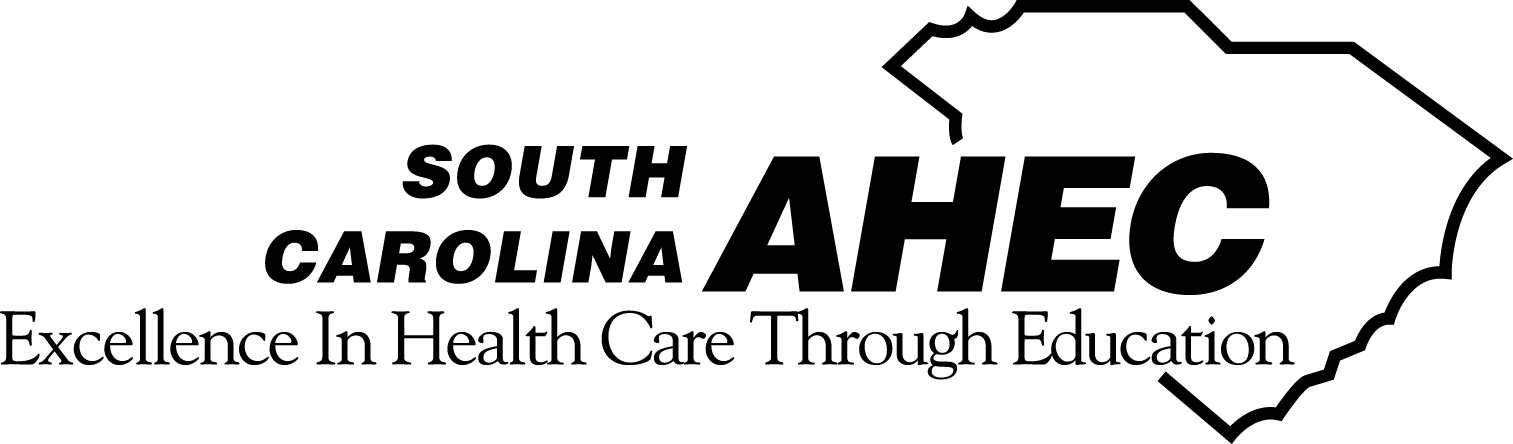 SOUTH
CAROLINA AHEC
Excellence In Health Care Through Education